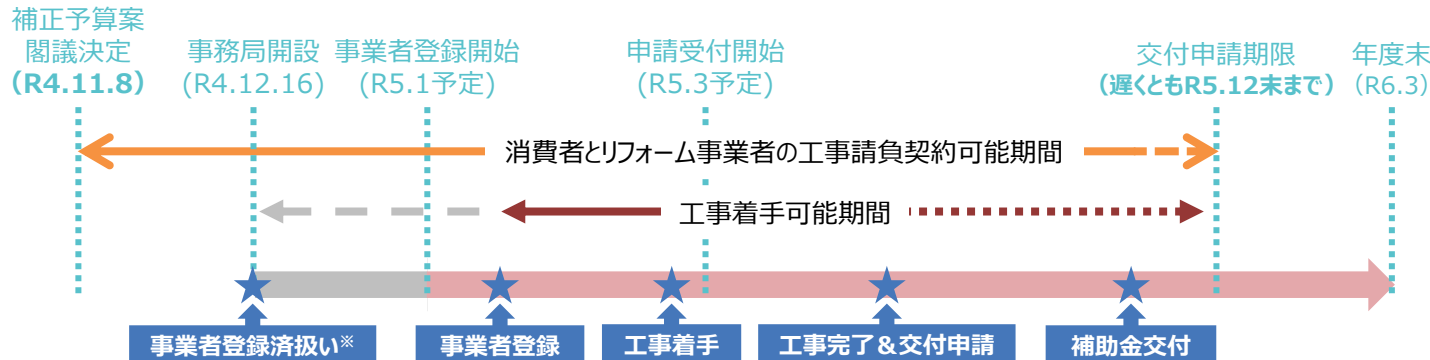 補正予算案
閣議決定
(R4.11.8)
事務局開設
(R4.12.16)
事業者登録開始
(R5.1予定)
申請受付開始
(R5.3予定)
交付申請期限
(遅くともR5.12末まで)
年度末
(R6.3)
消費者とリフォーム事業者の工事請負契約可能期間
工事着手可能期間
事業者登録済扱い※
事業者登録
工事着手
工事完了&交付申請
補助金交付